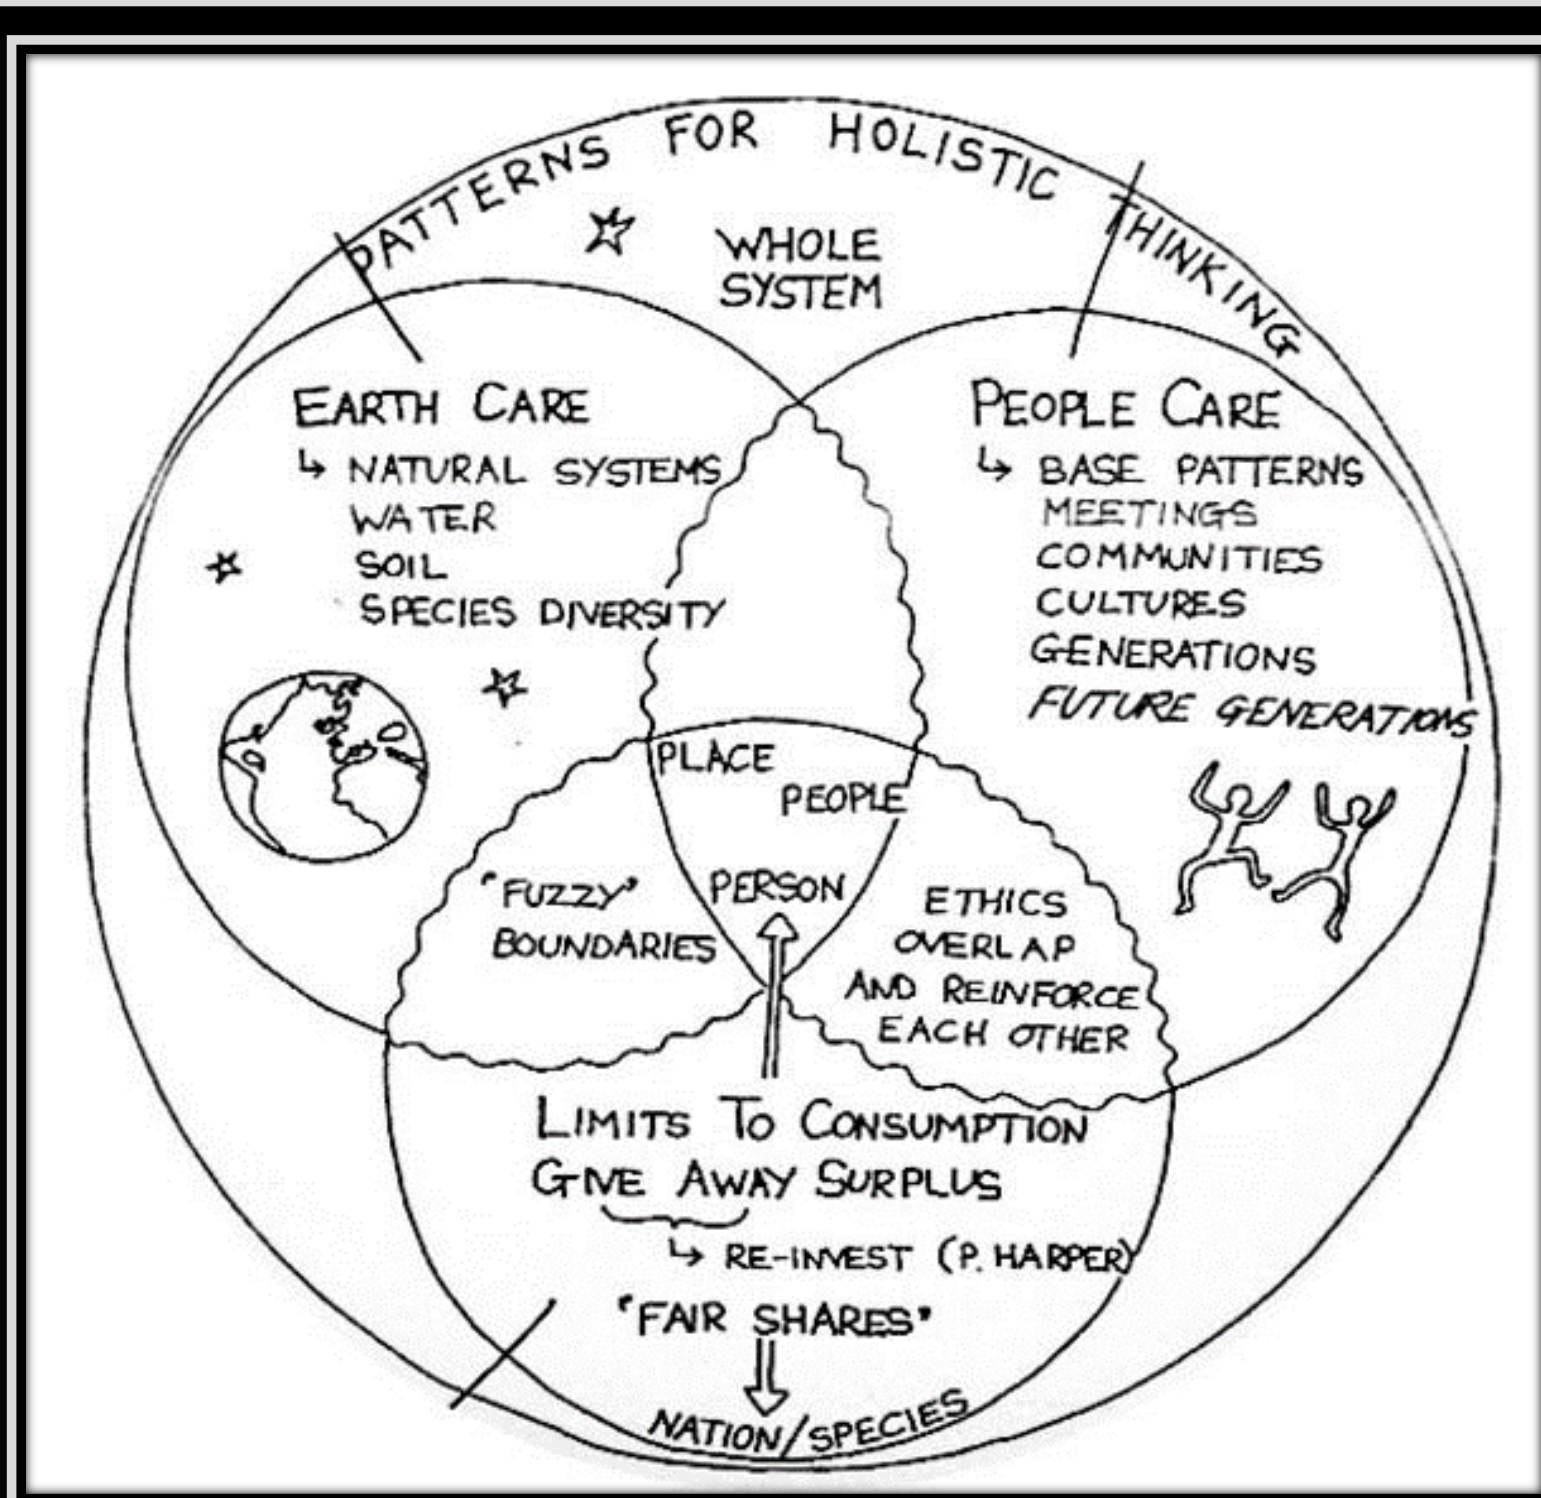 PATTERNS FOR HOLISTIC THINKING
WHOLE
SYSTEM
EARTH CARE
↳ NATURAL SYSTEMS
WATER
SOIL
SPECIES DIVERSITY
PEOPLE CARE
↳ BASE PATTERNS
MEETINGS
COMMUNITIES
CULTURES
GENERATIONS
FUTURE GENERATIONS
PLACE
PEOPLE
PERSON
'FUZZY'
BOUNDARIES
ETHICS
OVERLAP
AND REINFORCE
EACH OTHER
LIMITS TO CONSUMPTION
GIVE AWAY SURPLUS
↳ RE-INVEST (P. HARPER)
"FAIR SHARES"
NATION/SPECIES